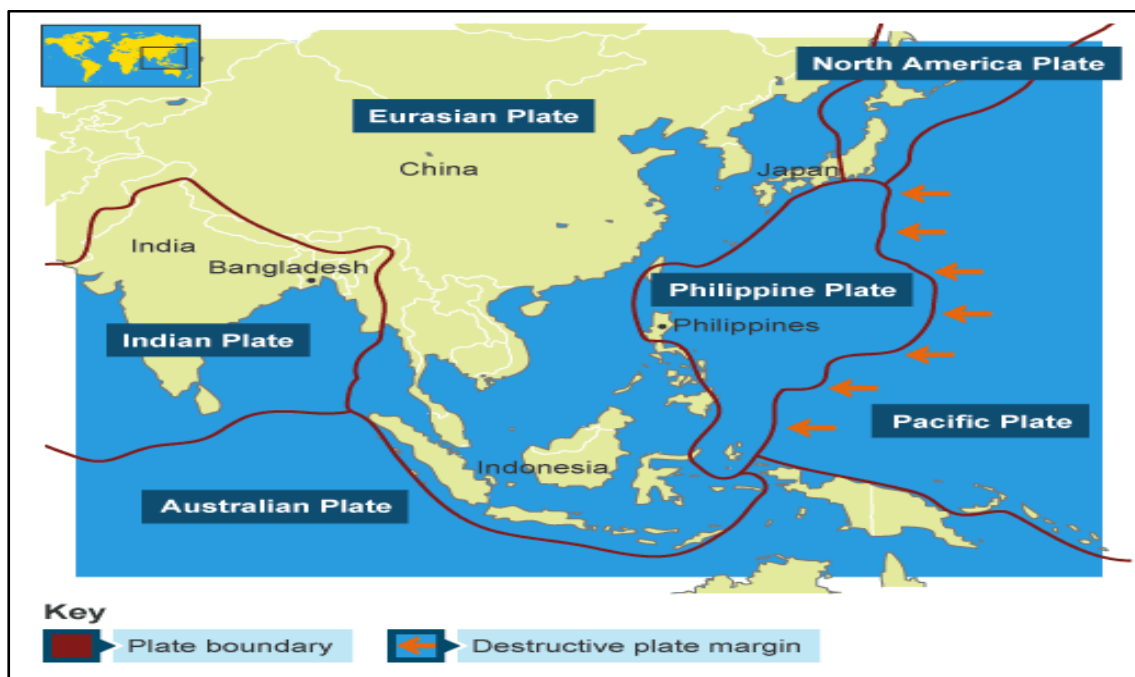 North America Plate
Eurasian Plate
China
Japan
India
Bangladesh
Philippine Plate
Philippines
Indian Plate
Pacific Plate
Indonesia
Australian Plate
Key
Plate boundary
Destructive plate margin